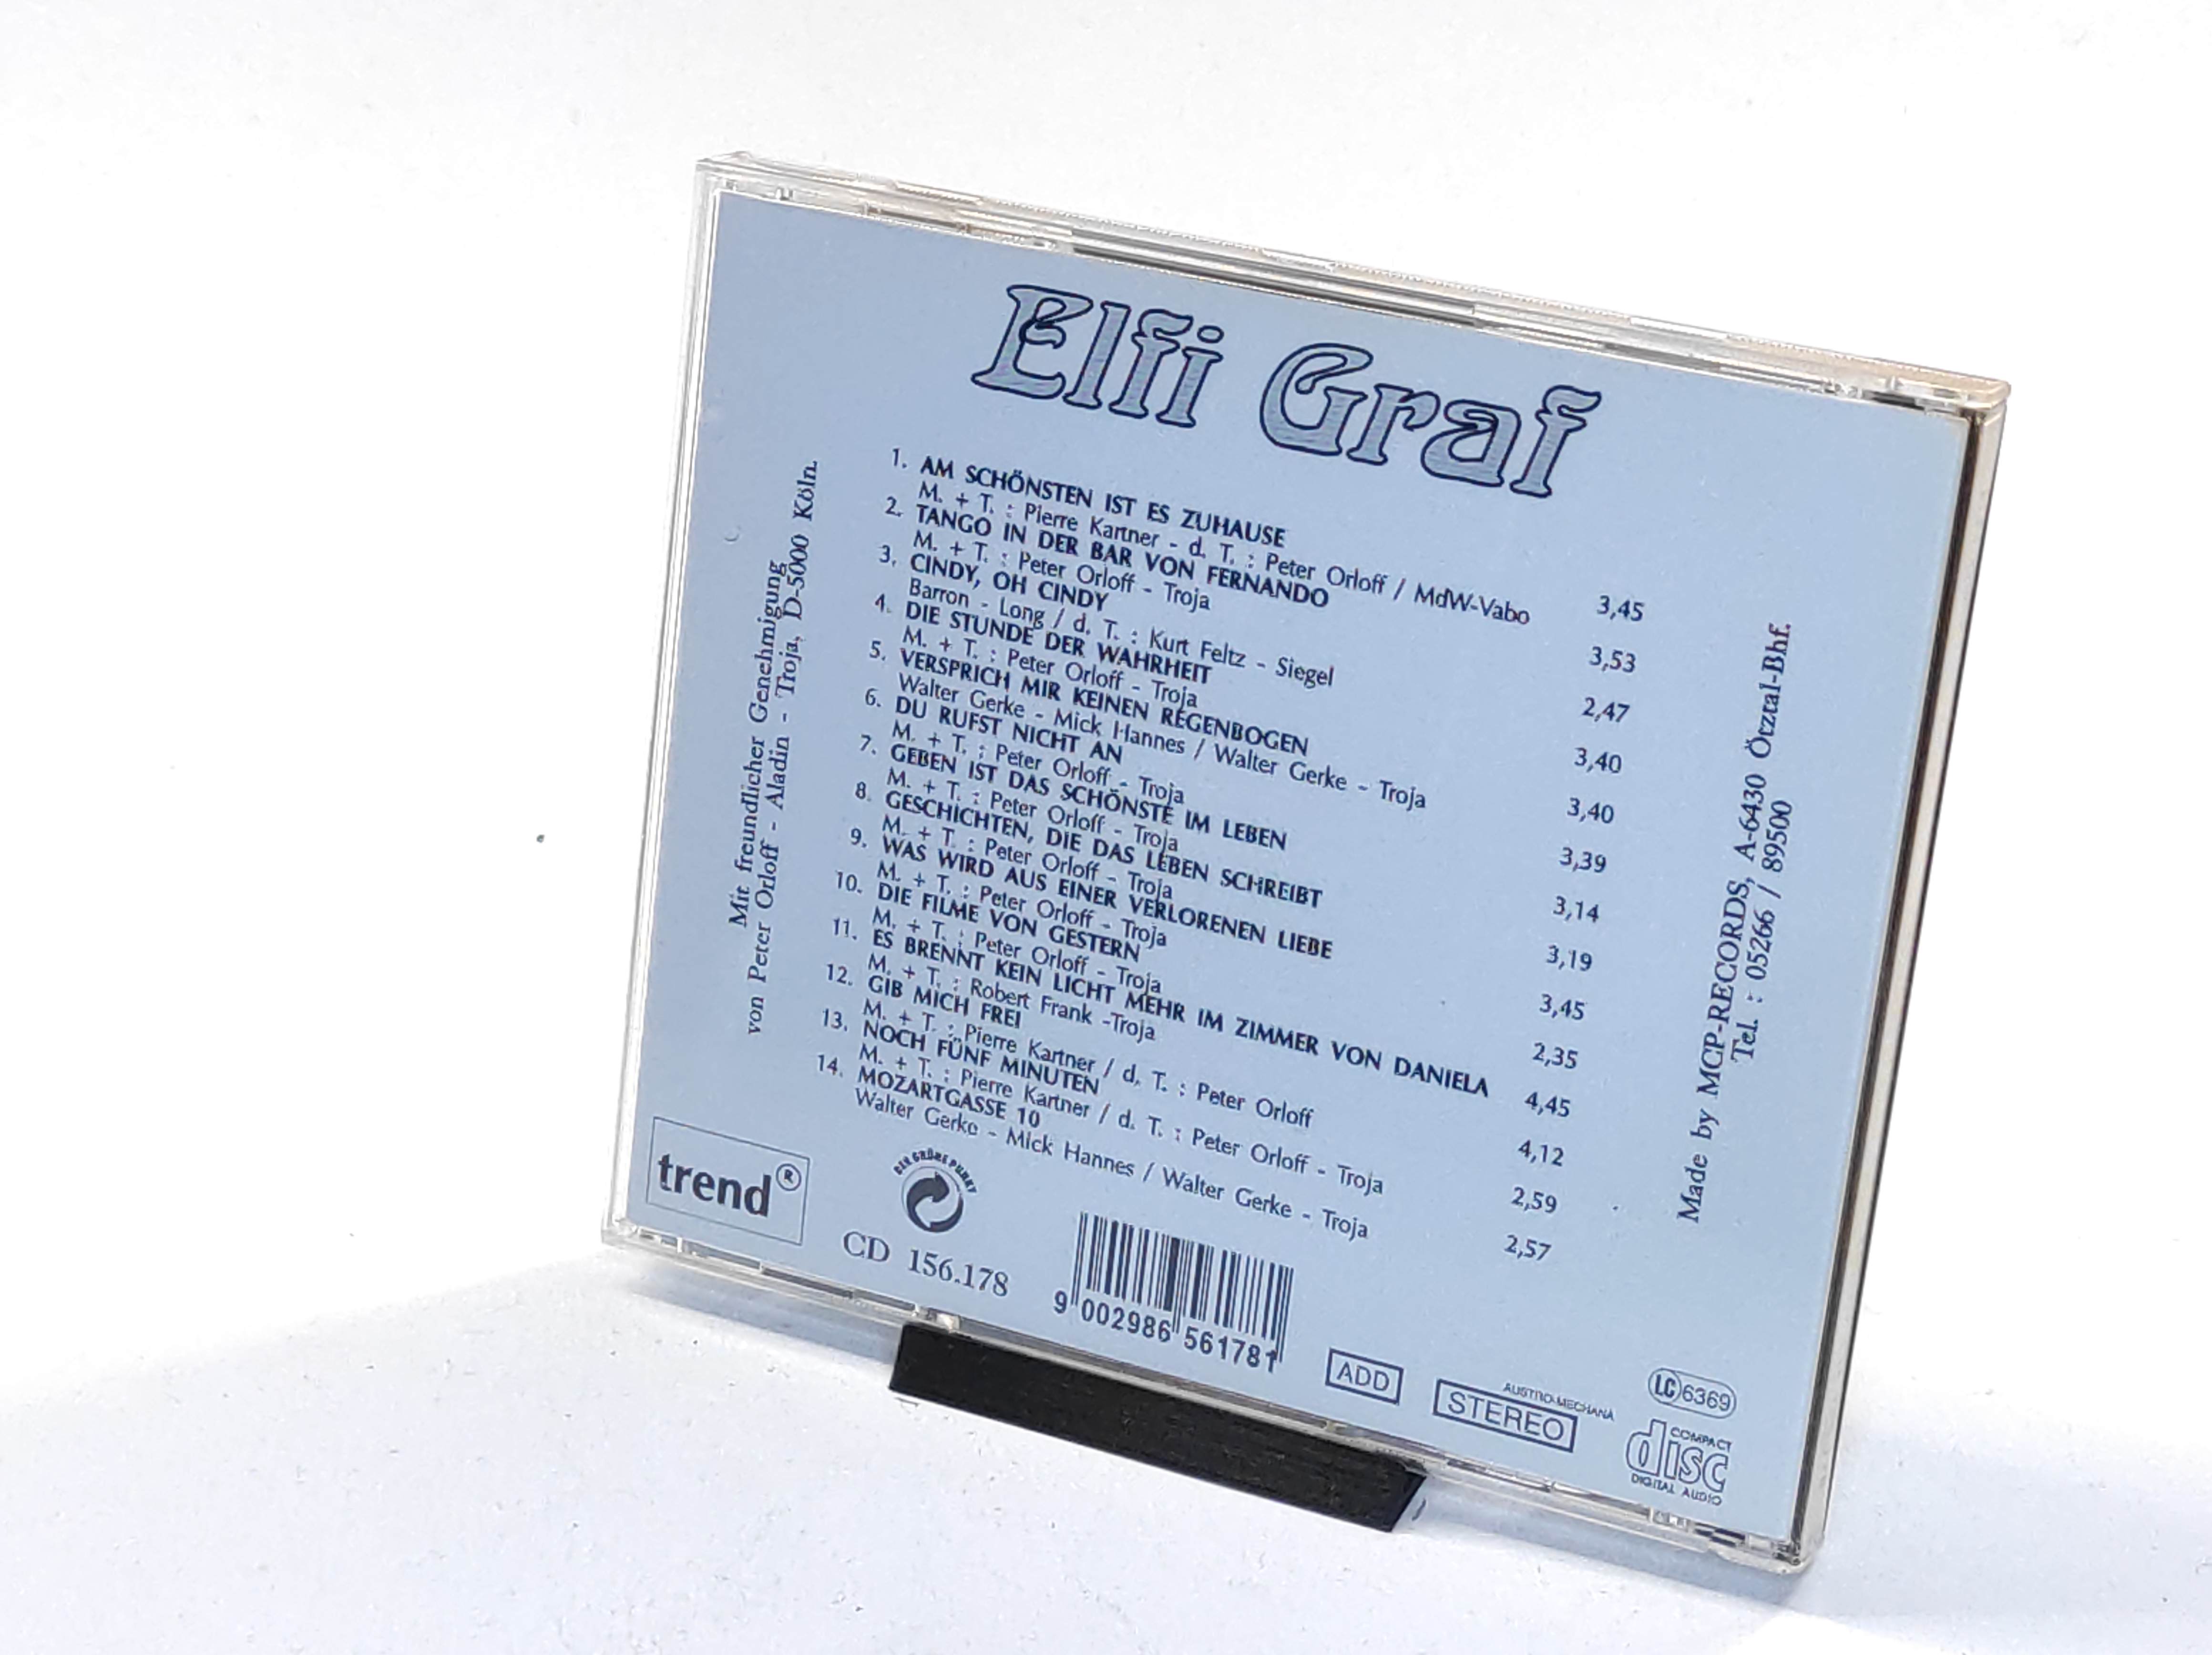 Elfi Graf
1. AM SCHÖNSTEN IST ES ZUHAUSE
M. + T. : Pierre Kartner - d. T. : Peter Orloff / MdW-Vabo 3,45
2. TANGO IN DER BAR VON FERNANDO
M. + T. : Peter Orloff - Troja 3,53
3. CINDY, OH CINDY
Barron - Long / d. T. : Kurt Feltz - Siegel 2,47
4. DIE STUNDE DER WAHRHEIT
M. + T. : Peter Orloff - Troja 3,40
5. VERSPRICH MIR KEINEN REGENBOGEN
Walter Gerke - Mick Hannes / Walter Gerke - Troja 3,40
6. DU RUFST NICHT AN
M. + T. : Peter Orloff - Troja 3,39
7. GEBEN IST DAS SCHÖNSTE IM LEBEN
M. + T. : Peter Orloff - Troja 3,14
8. GESCHICHTEN, DIE DAS LEBEN SCHREIBT
M. + T. : Peter Orloff - Troja 3,19
9. WAS WIRD AUS EINER VERLORENEN LIEBE
M. + T. : Peter Orloff - Troja 3,45
10. DIE FILME VON GESTERN
M. + T. : Peter Orloff - Troja 2,35
11. ES BRENNT KEIN LICHT MEHR IM ZIMMER VON DANIELA
M. + T. : Robert Frank -Troja 4,45
12. GIB MICH FREI
M. + T. : Pierre Kartner / d. T. : Peter Orloff 4,12
13. NOCH FÜNF MINUTEN
M. + T. : Pierre Kartner / d. T. : Peter Orloff - Troja 2,59
14. MOZARTGASSE 10
Walter Gerke - Mick Hannes / Walter Gerke - Troja 2,57
Mit freundlicher Genehmigung
von Peter Orloff - Aladin - Troja, D-5000 Köln.
Made by MCP-RECORDS, A-6430 Ötztal-Bhf.
Tel. : 05266 / 89500
trend®
DER GRÜNE PUNKT
CD 156.178
9 002986 561781
ADD
STEREO
AUSTRO-MECHANA
LC 6369
COMPACT
disc
DIGITAL AUDIO